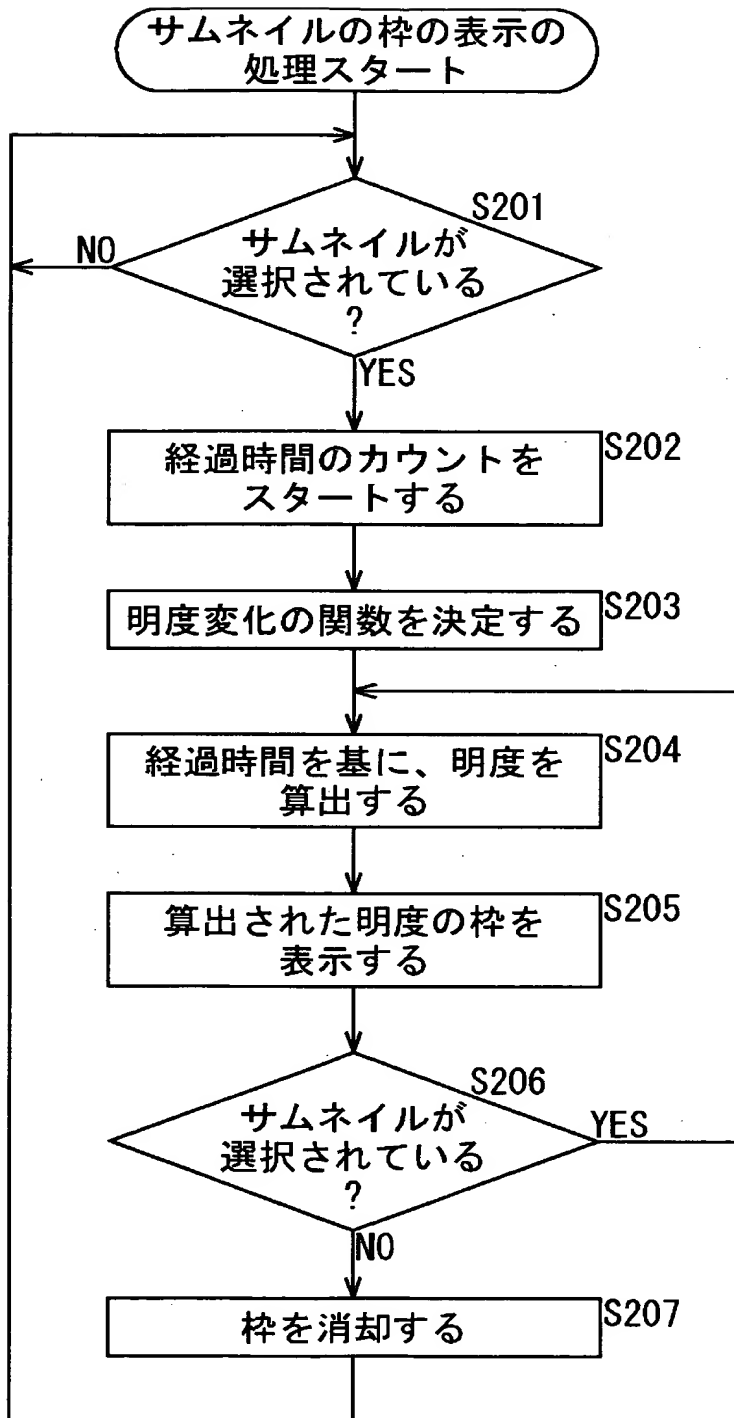 サムネイルの枠の表示の
処理スタート
S201
サムネイルが
選択されている
?
NO
YES
S202
経過時間のカウントを
スタートする
S203
明度変化の関数を決定する
S204
経過時間を基に、明度を
算出する
S205
算出された明度の枠を
表示する
S206
サムネイルが
選択されている
?
YES
NO
S207
枠を消却する